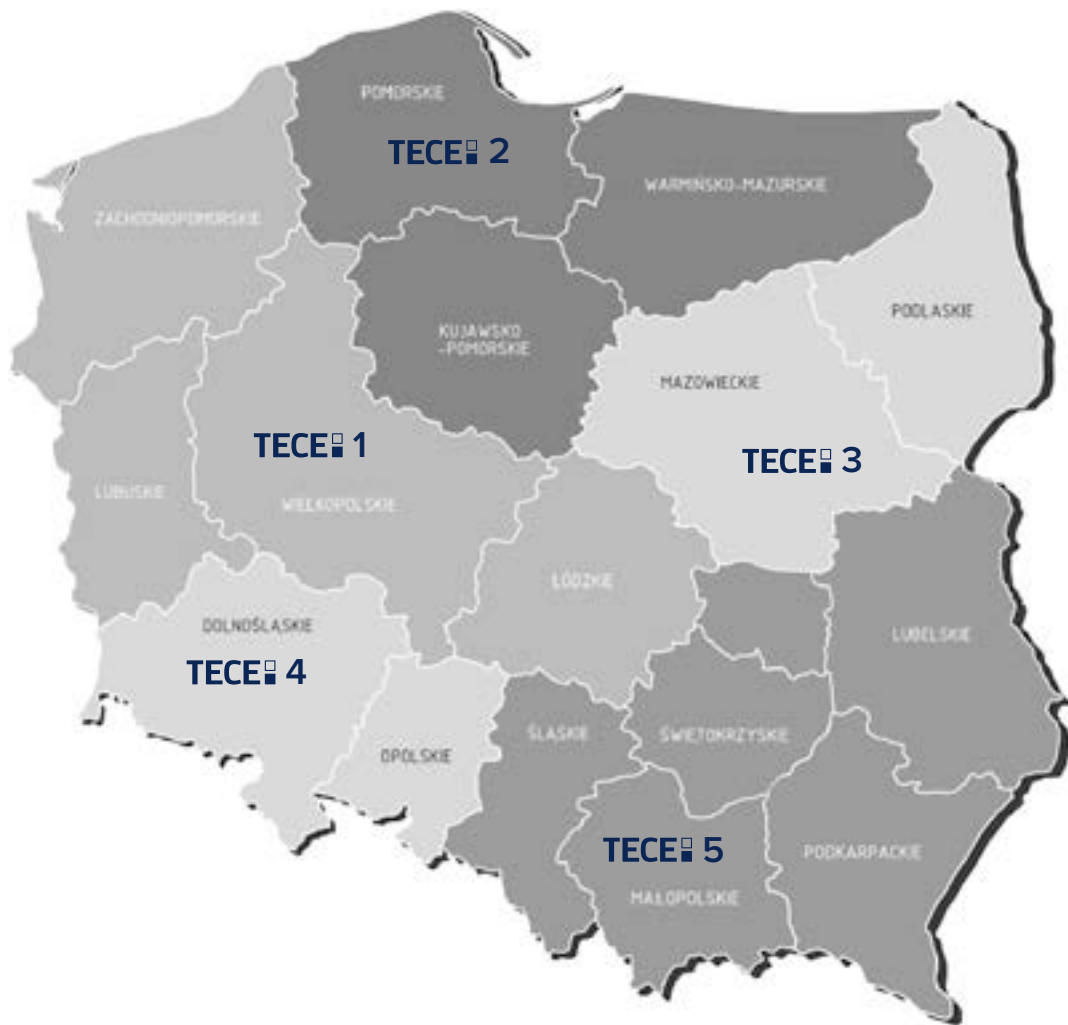 POMORSKIE
TECE 2
WARMIŃSKO-MAZURSKIE
ZACHODNIOPOMORSKIE
PODLASKIE
KUJAWSKO
-POMORSKIE
MAZOWIECKIE
TECE 1
TECE 3
LUBUSKIE
WIELKOPOLSKIE
ŁÓDZKIE
DOLNOŚLĄSKIE
LUBELSKIE
TECE 4
ŚLĄSKIE
ŚWIĘTOKRZYSKIE
OPOLSKIE
TECE 5
PODKARPACKIE
MAŁOPOLSKIE